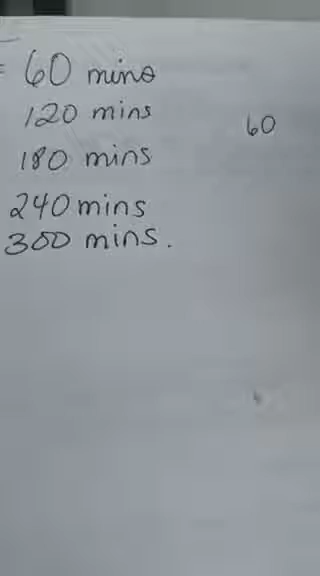 = 60 mins
120 mins
60
180 mins
240 mins
300 mins.